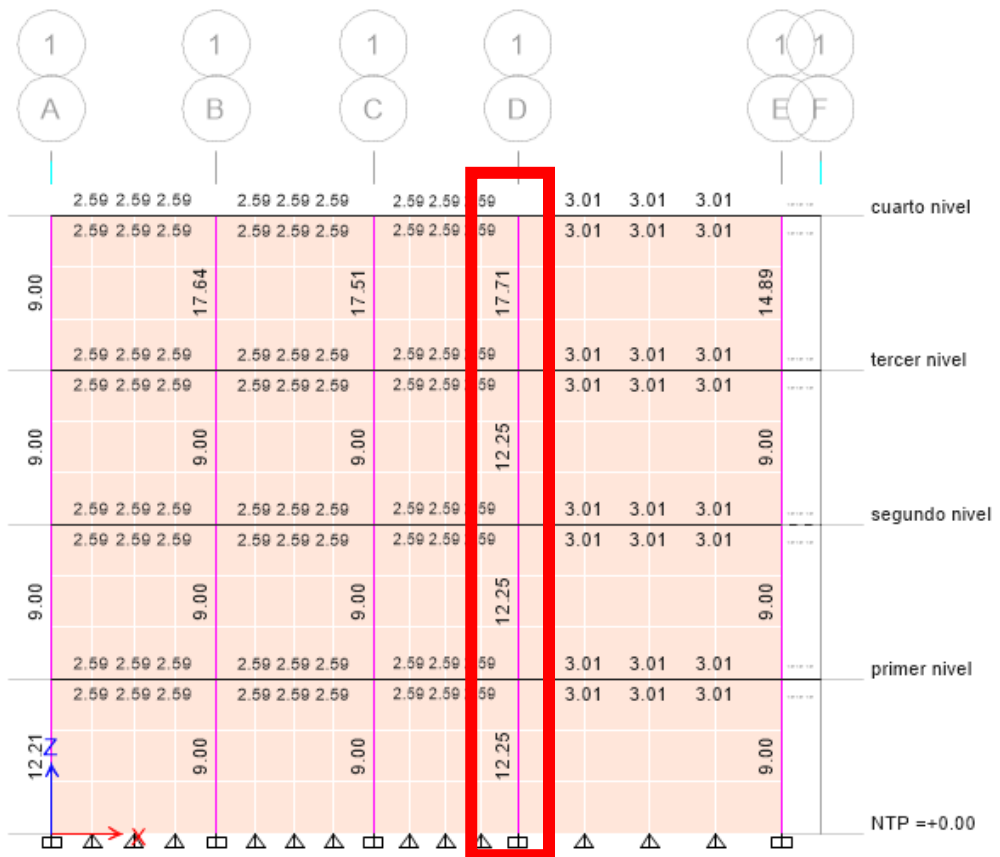 1 1 1 1 1 1
A B C D E F
2.59 2.59 2.59 2.59 2.59 2.59 2.59 2.59 2.59 3.01 3.01 3.01 cuarto nivel
2.59 2.59 2.59 2.59 2.59 2.59 2.59 2.59 59 3.01 3.01 3.01
9.00 17.64 17.51 17.71 14.89
2.59 2.59 2.59 2.59 2.59 2.59 2.59 2.59 59 3.01 3.01 3.01 tercer nivel
2.59 2.59 2.59 2.59 2.59 2.59 2.59 2.59 59 3.01 3.01 3.01
9.00 9.00 9.00 12.25 9.00
2.59 2.59 2.59 2.59 2.59 2.59 2.59 2.59 59 3.01 3.01 3.01 segundo nivel
2.59 2.59 2.59 2.59 2.59 2.59 2.59 2.59 59 3.01 3.01 3.01
9.00 9.00 9.00 12.25 9.00
2.59 2.59 2.59 2.59 2.59 2.59 2.59 2.59 59 3.01 3.01 3.01 primer nivel
2.59 2.59 2.59 2.59 2.59 2.59 2.59 2.59 59 3.01 3.01 3.01
12.21 9.00 9.00 12.25 9.00
Z
X NTP =+0.00